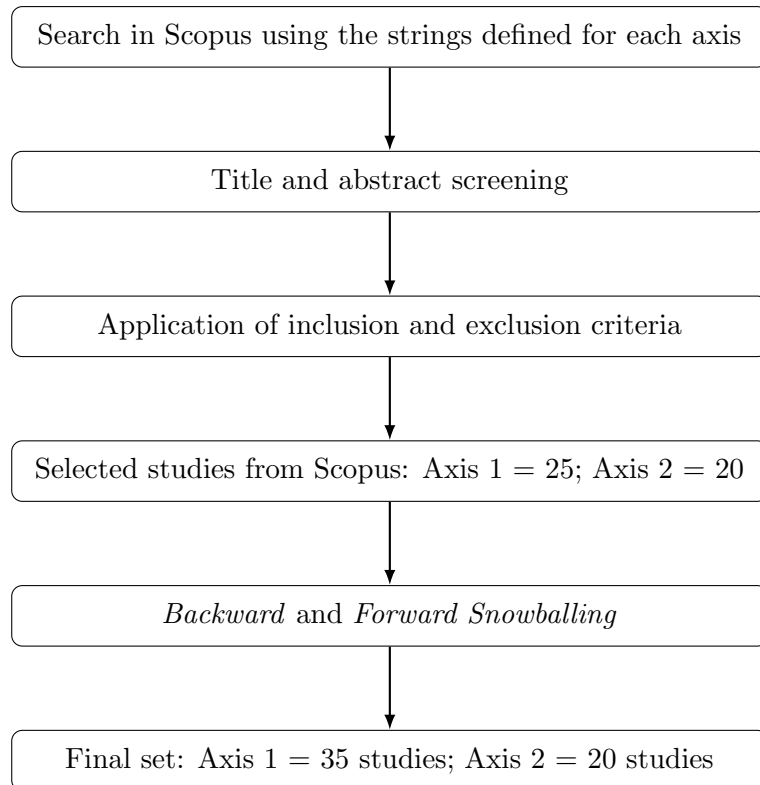 Search in Scopus using the strings defined for each axis
Title and abstract screening
Application of inclusion and exclusion criteria
Selected studies from Scopus: Axis 1 = 25; Axis 2 = 20
Backward and Forward Snowballing
Final set: Axis 1 = 35 studies; Axis 2 = 20 studies